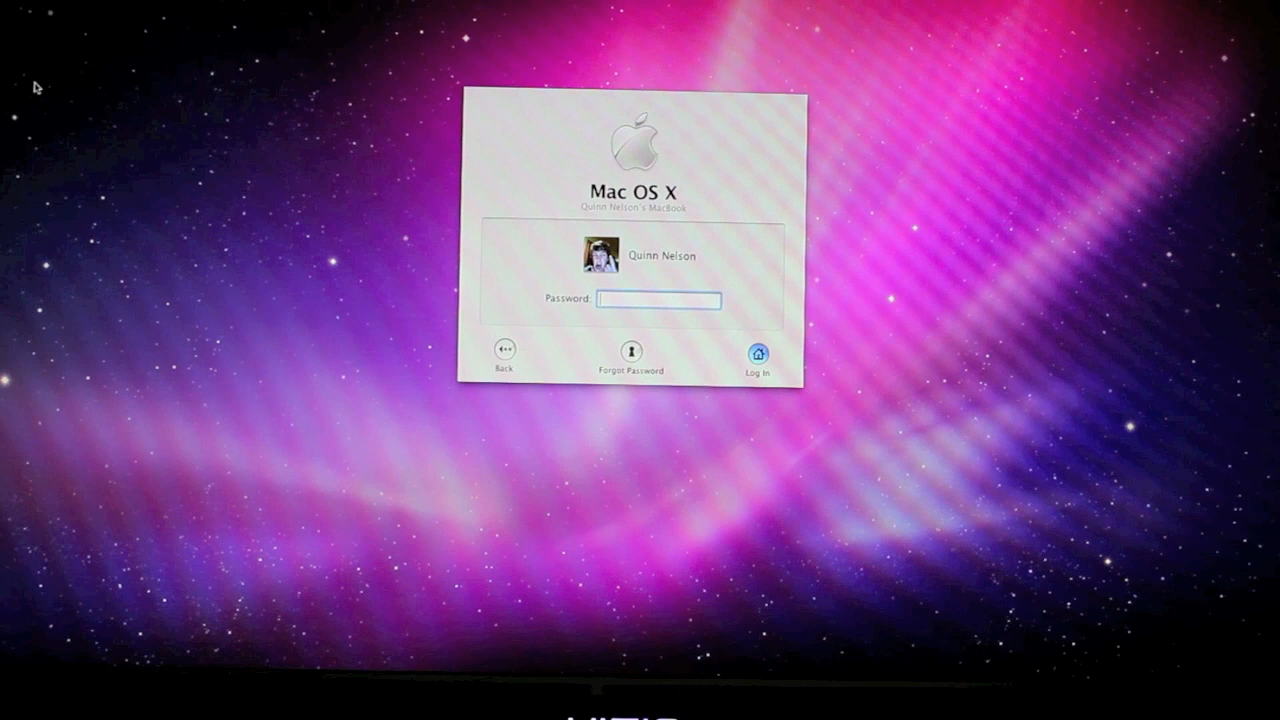 Mac OS X
Quinn Nelson's MacBook
Quinn Nelson
Password:
Back
Forgot Password
Log In